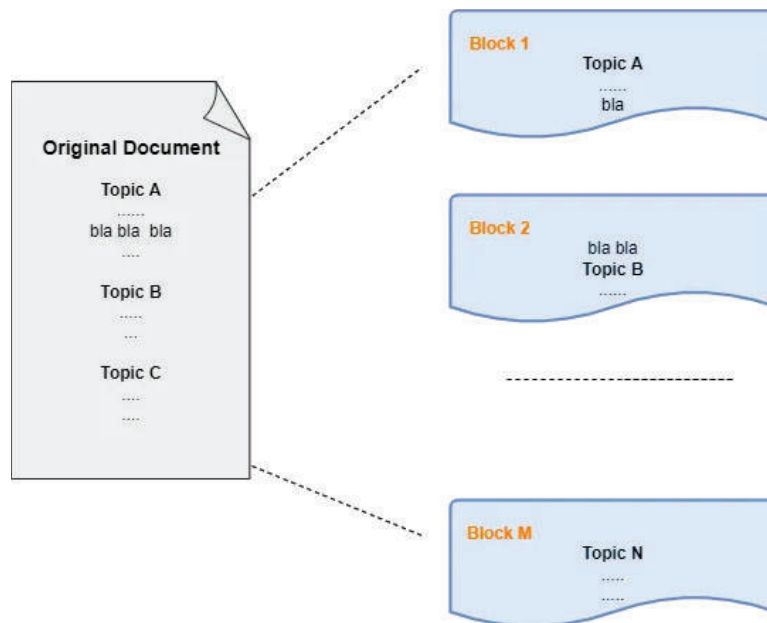 Original Document
Topic A
......
bla bla  bla
....
Topic B
.....
...
Topic C
....
....
Block 1
Topic A
......
bla
Block 2
bla bla
Topic B
......
Block M
Topic N
.....
.....